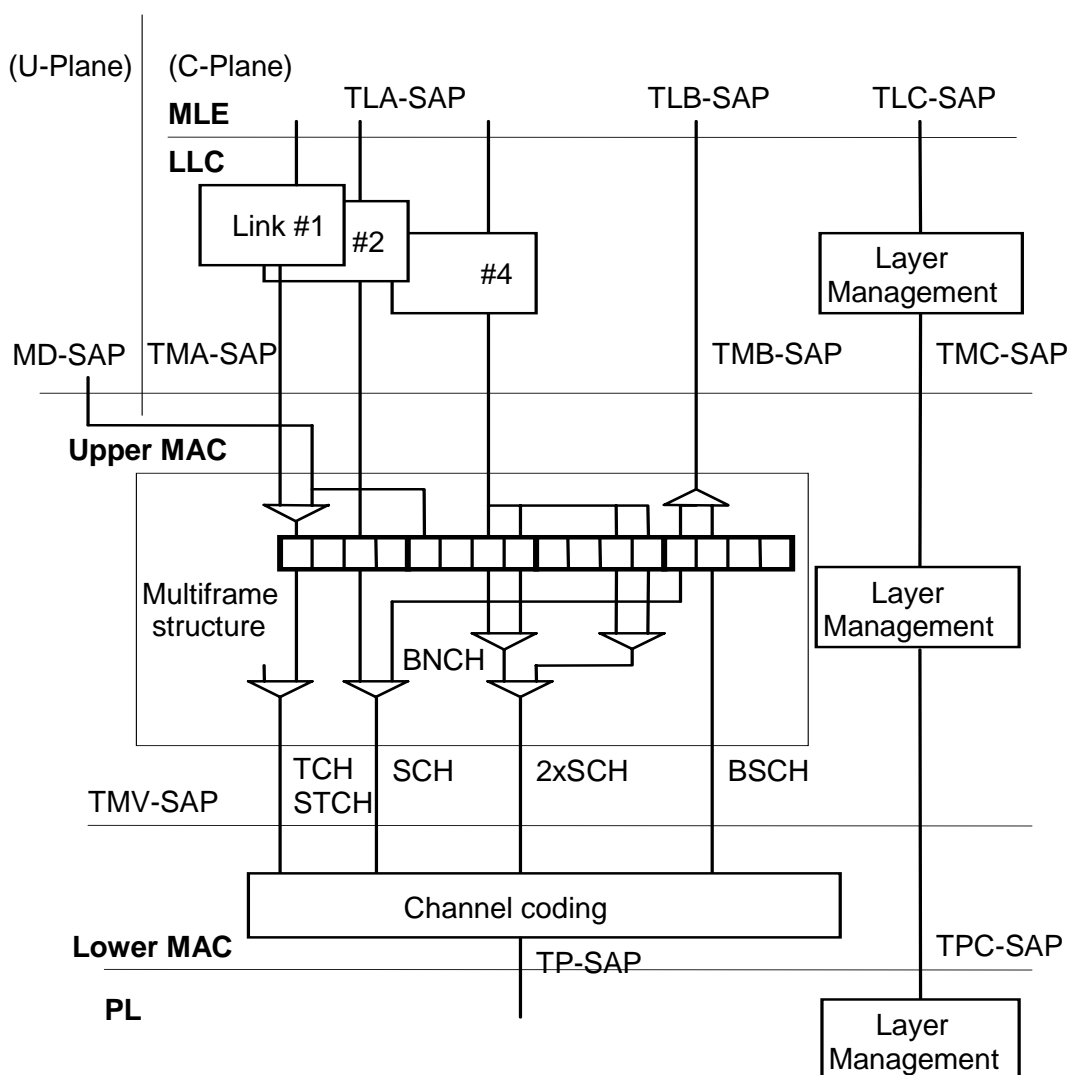 (U-Plane)
(C-Plane)
TLA-SAP
TLB-SAP
TLC-SAP
MLE
LLC
Link #1
#2
#4
Layer
Management
MD-SAP
TMA-SAP
TMB-SAP
TMC-SAP
Upper MAC
Multiframe
structure
Layer
Management
BNCH
TCH
STCH
SCH
2xSCH
BSCH
TMV-SAP
Channel coding
Lower MAC
TP-SAP
TPC-SAP
PL
Layer
Management